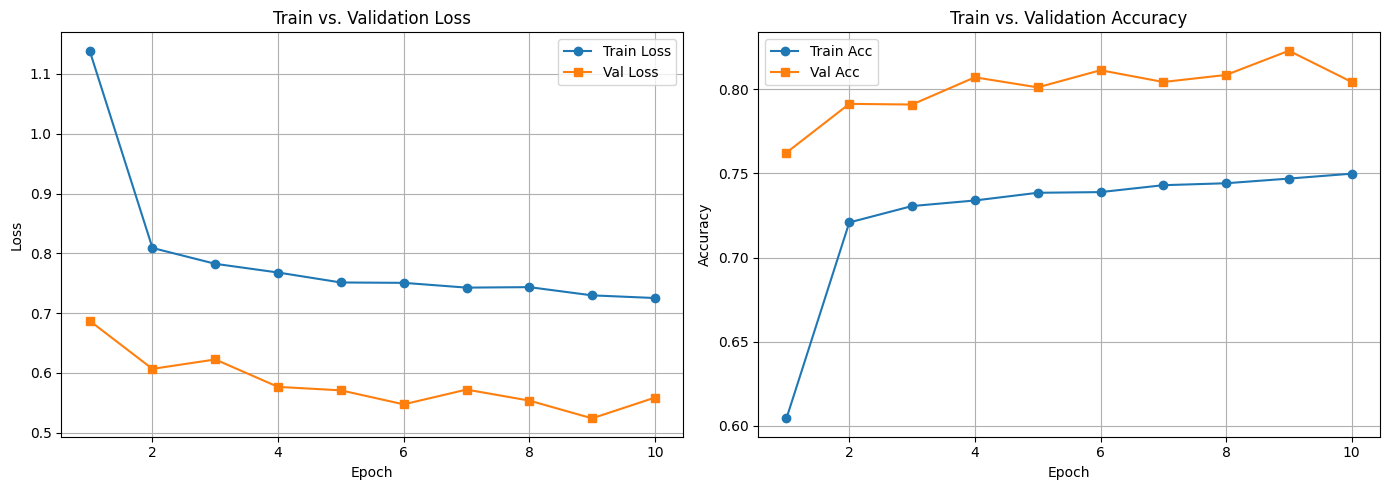 Train vs. Validation Loss
Train Loss
Val Loss
1.1
1.0
0.9
0.8
0.7
0.6
0.5
Loss
2 4 6 8 10
Epoch
Train vs. Validation Accuracy
Train Acc
Val Acc
0.80
0.75
0.70
0.65
0.60
Accuracy
2 4 6 8 10
Epoch